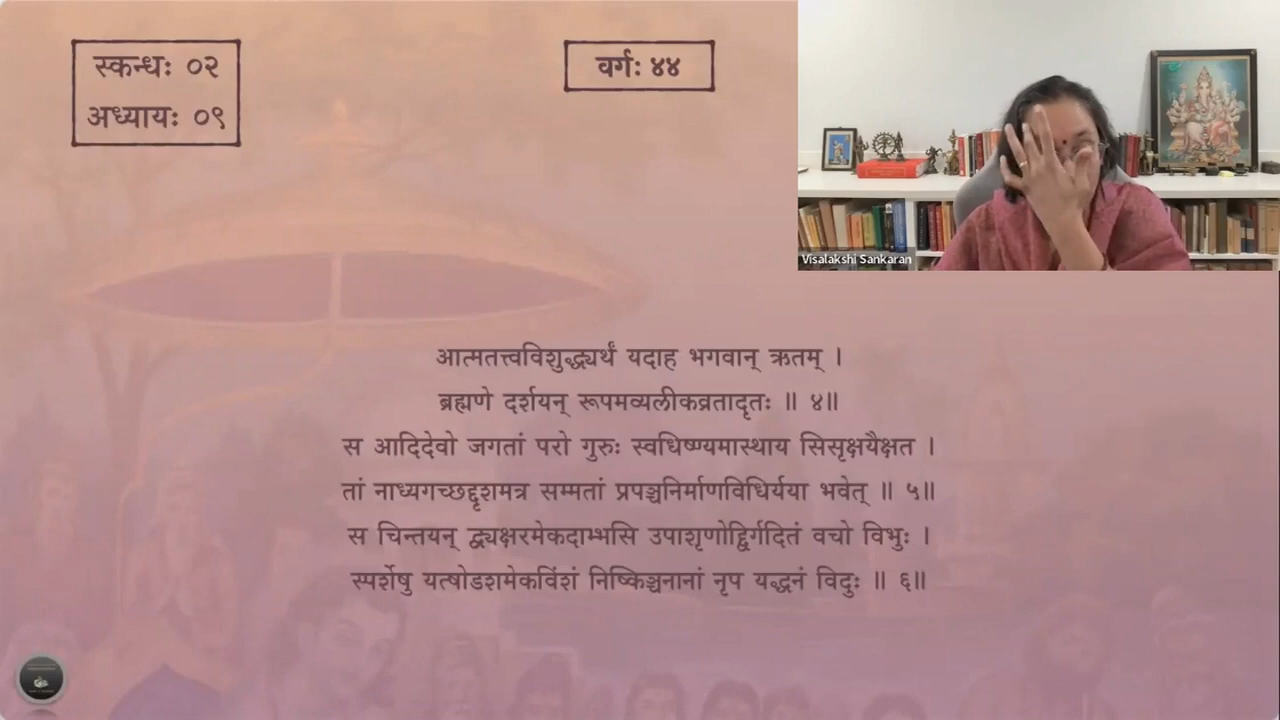 स्कन्धः ०२
अध्यायः ०९
वर्गः ४४
Visalakshi Sankaran
आत्मतत्त्वविशुद्ध्यर्थं यदाह भगवान् ऋतम् ।
ब्रह्मणे दर्शयन् रूपमव्यलीकव्रतादृतः ॥ ४॥
स आदिदेवो जगतां परो गुरुः स्वधिष्ण्यमास्थाय सिसृक्षयैक्षत ।
तां नाध्यगच्छद्दृशमत्र सम्मतां प्रपञ्चनिर्माणविधिर्यया भवेत् ॥ ५॥
स चिन्तयन् द्व्यक्षरमेकदाम्भसि उपाशृणोद्द्विर्गदितं वचो विभुः ।
स्पर्शेषु यत्षोडशमेकविंशं निष्किञ्चनानां नृप यद्धनं विदुः ॥ ६॥